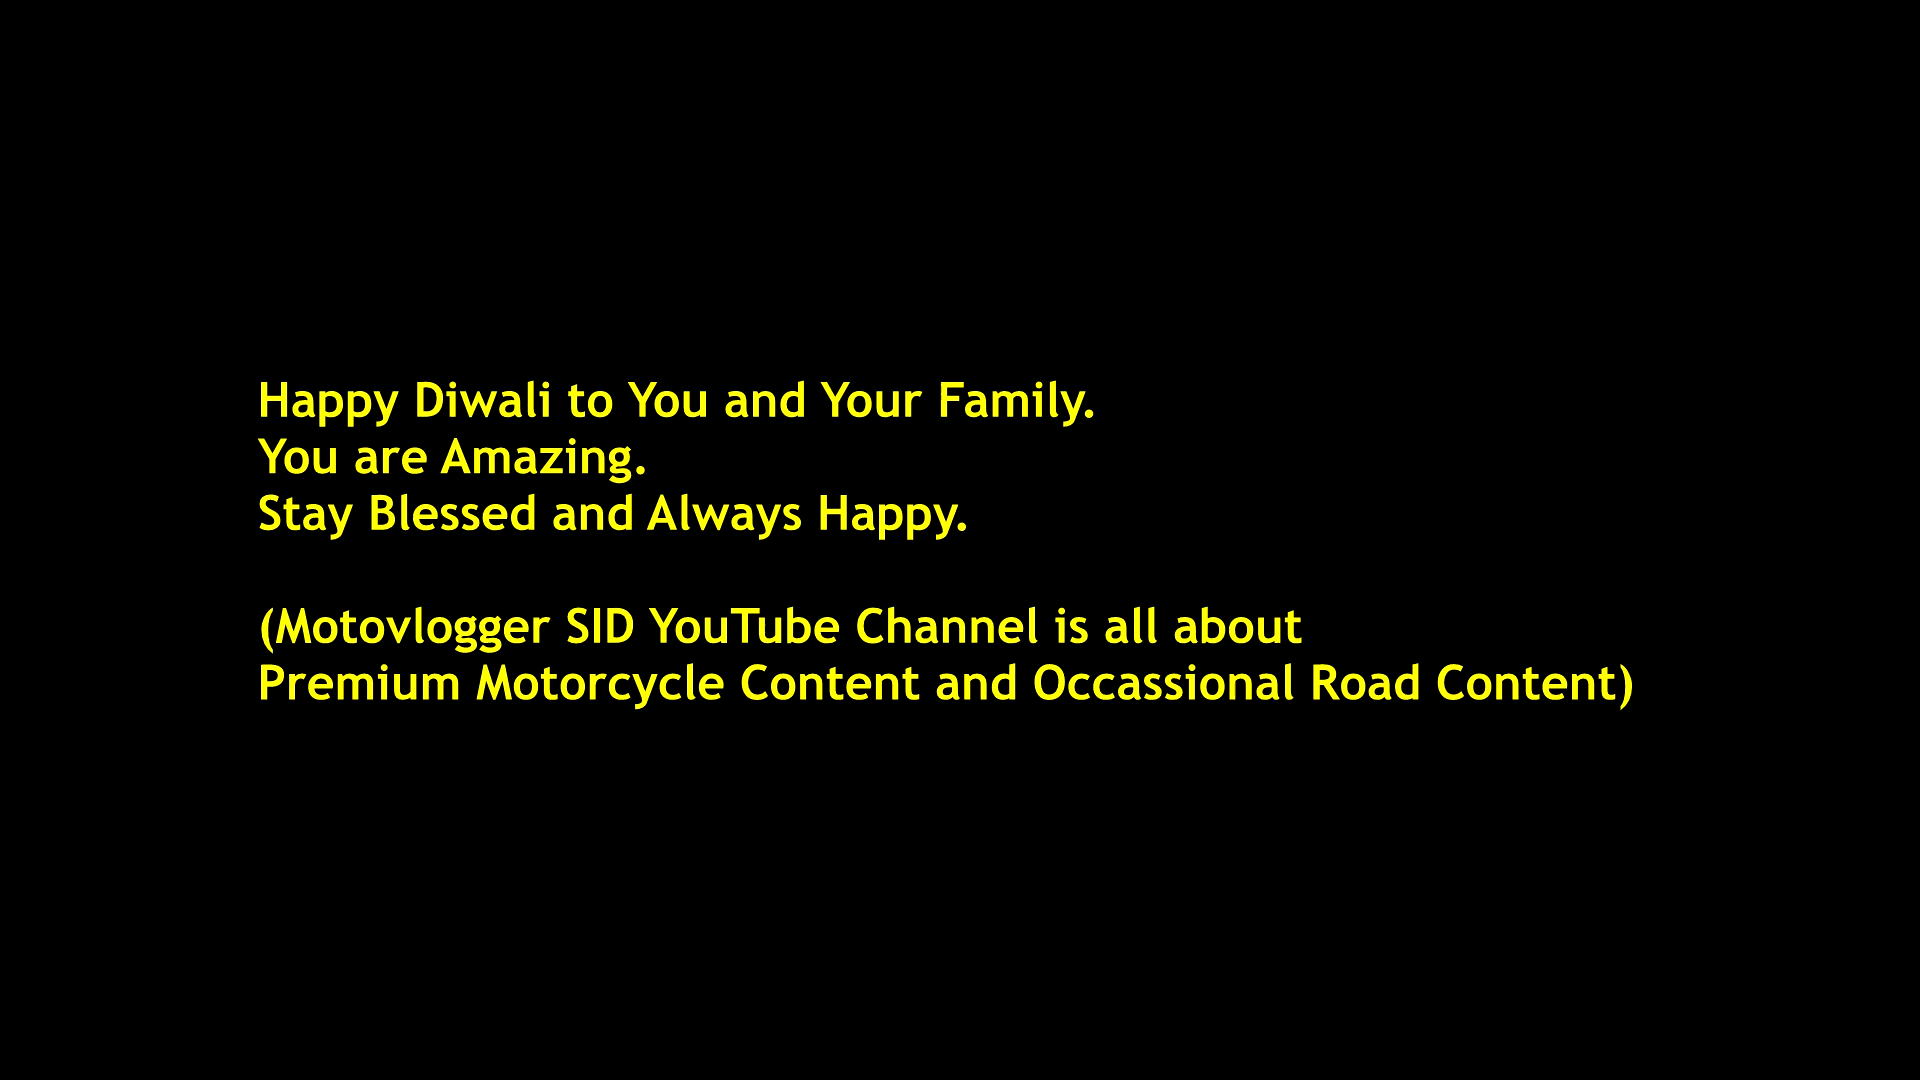 Happy Diwali to You and Your Family.
You are Amazing.
Stay Blessed and Always Happy.
(Motovlogger SID YouTube Channel is all about
Premium Motorcycle Content and Occassional Road Content)